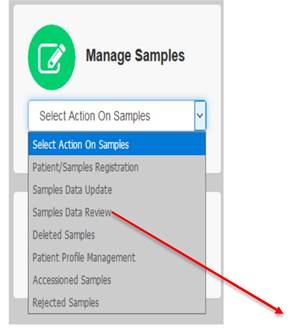 Manage Samples
Select Action On Samples
Select Action On Samples
Patient/Samples Registration
Samples Data Update
Samples Data Review
Deleted Samples
Patient Profile Management
Accessioned Samples
Rejected Samples